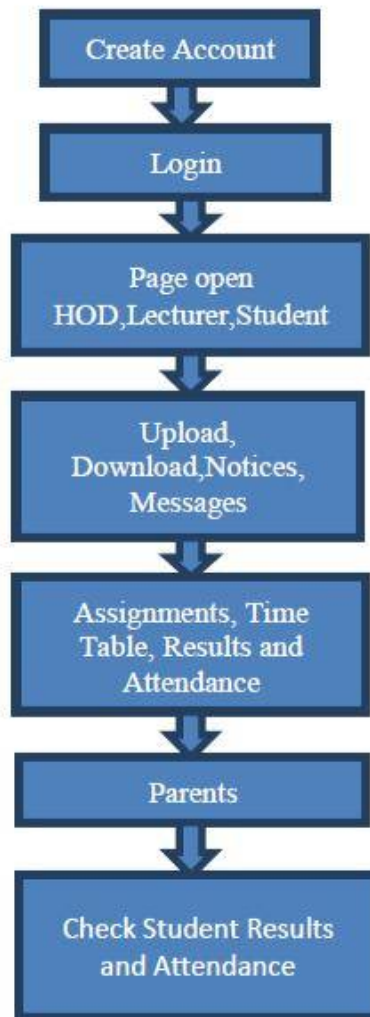 Create Account
Login
Page open
HOD,Lecturer,Student
Upload,
Download,Notices,
Messages
Assignments, Time
Table, Results and
Attendance
Parents
Check Student Results
and Attendance